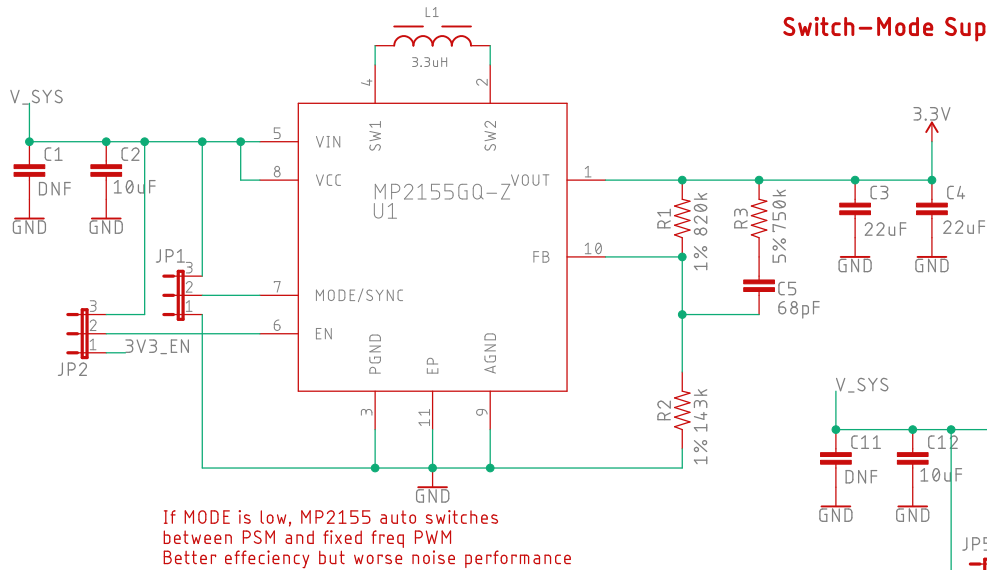 L1
3.3uH
Switch-Mode Sup
V_SYS
4
2
C1
C2
DNF
10uF
GND
GND
5
VIN
8
VCC
SW1
SW2
MP2155GQ-Z
U1
VOUT
1
FB
10
3.3V
R1
1% 820k
R3
5% 750k
C3
22uF
GND
C4
22uF
GND
C5
68pF
JP1
3
2
1
7
MODE/SYNC
6
EN
3
2
1
3V3_EN
JP2
PGND
EP
AGND
3
11
9
R2
1% 143k
GND
V_SYS
C11
C12
DNF
10uF
GND
GND
If MODE is low, MP2155 auto switches
between PSM and fixed freq PWM
Better effeciency but worse noise performance